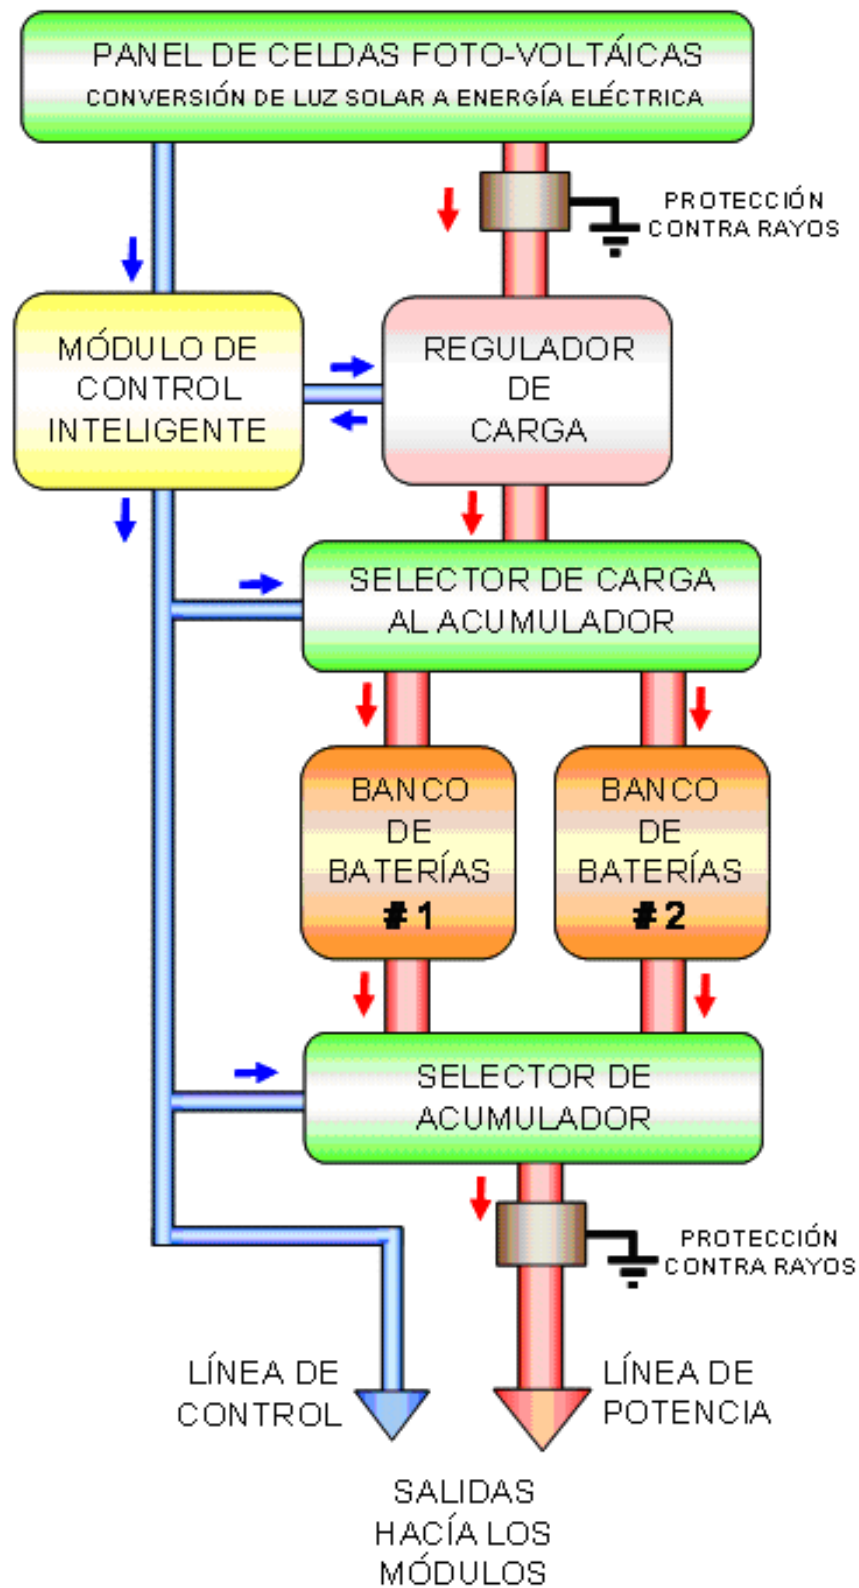 PANEL DE CELDAS FOTO-VOLTÁICAS
CONVERSIÓN DE LUZ SOLAR A ENERGÍA ELÉCTRICA
PROTECCIÓN
CONTRA RAYOS
MÓDULO DE
CONTROL
INTELIGENTE
REGULADOR
DE
CARGA
SELECTOR DE CARGA
AL ACUMULADOR
BANCO
DE
BATERÍAS
# 1
BANCO
DE
BATERÍAS
# 2
SELECTOR DE
ACUMULADOR
PROTECCIÓN
CONTRA RAYOS
LÍNEA DE
CONTROL
LÍNEA DE
POTENCIA
SALIDAS
HACÍA LOS
MÓDULOS